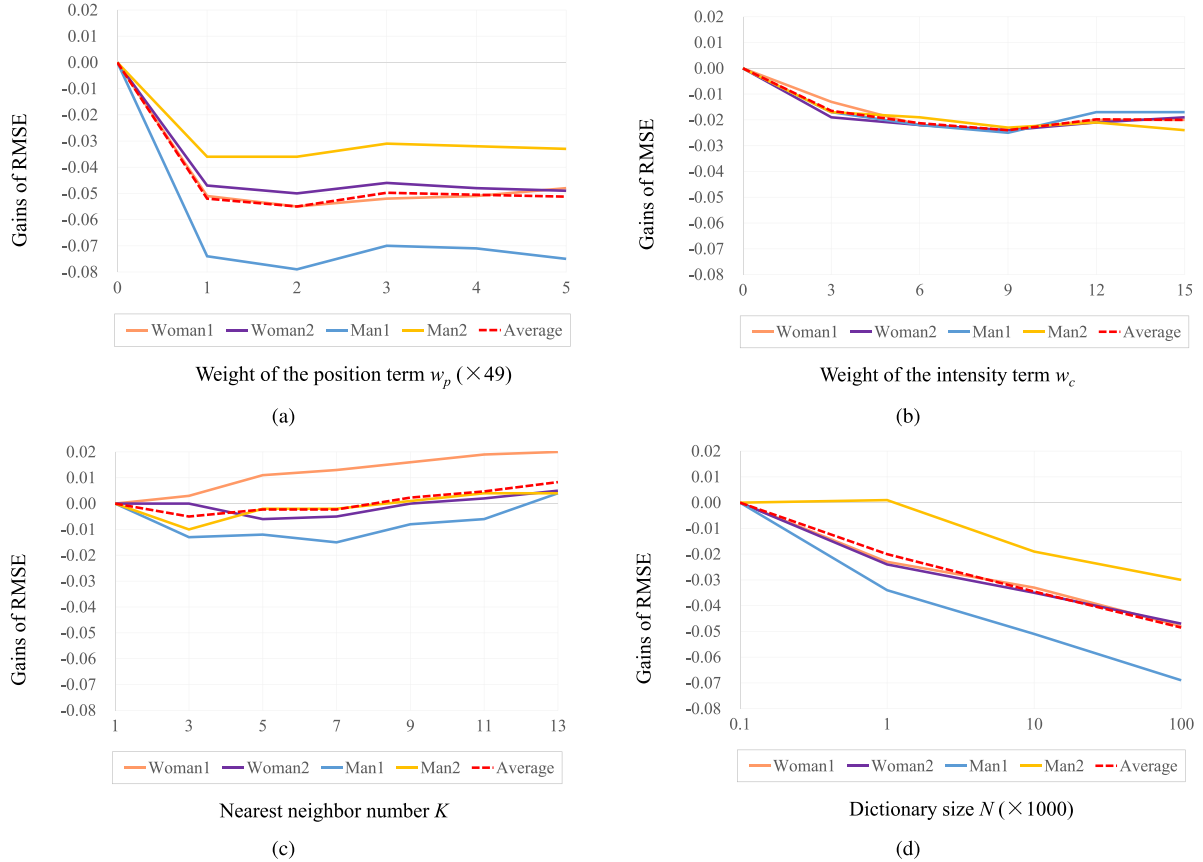 0.02
0.01
0.00
-0.01
-0.02
-0.03
-0.04
-0.05
-0.06
-0.07
-0.08
Gains of RMSE
0 1 2 3 4 5
Woman1 Woman2 Man1 Man2 Average
Weight of the position term wp (×49)
(a)
0.02
0.01
0.00
-0.01
-0.02
-0.03
-0.04
-0.05
-0.06
-0.07
-0.08
Gains of RMSE
0 3 6 9 12 15
Woman1 Woman2 Man1 Man2 Average
Weight of the intensity term wc
(b)
0.02
0.01
0.00
-0.01
-0.02
-0.03
-0.04
-0.05
-0.06
-0.07
-0.08
Gains of RMSE
1 3 5 7 9 11 13
Woman1 Woman2 Man1 Man2 Average
Nearest neighbor number K
(c)
0.02
0.01
0.00
-0.01
-0.02
-0.03
-0.04
-0.05
-0.06
-0.07
-0.08
Gains of RMSE
0.1 1 10 100
Woman1 Woman2 Man1 Man2 Average
Dictionary size N (×1000)
(d)